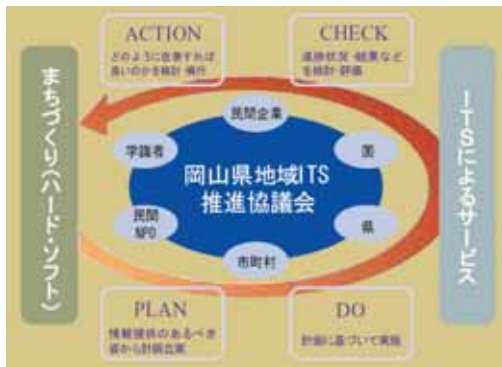 ACTION
どのように改善すれば
良いのかを検討・実行
CHECK
進捗状況・結果など
を検討・評価
まちづくり(ハード・ソフト)
民間企業
学識者
国
岡山県地域ITS
推進協議会
民間
NPO
県
市町村
ITSによるサービス
PLAN
情報提供のあるべき
姿から計画立案
DO
計画に基づいて実施